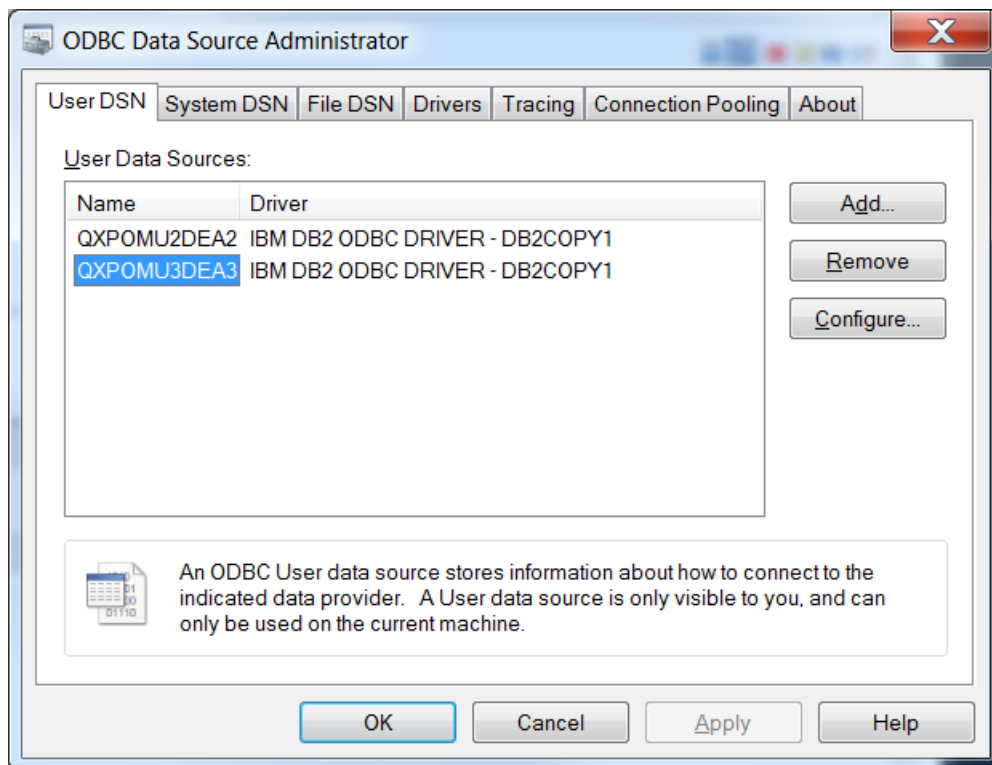 ODBC Data Source Administrator
User DSN System DSN File DSN Drivers Tracing Connection Pooling About
User Data Sources:
Name Driver
QXPOMU2DEA2 IBM DB2 ODBC DRIVER - DB2COPY1
QXPOMU3DEA3 IBM DB2 ODBC DRIVER - DB2COPY1
Add...
Remove
Configure...
An ODBC User data source stores information about how to connect to the
indicated data provider. A User data source is only visible to you, and can
only be used on the current machine.
OK Cancel Apply Help